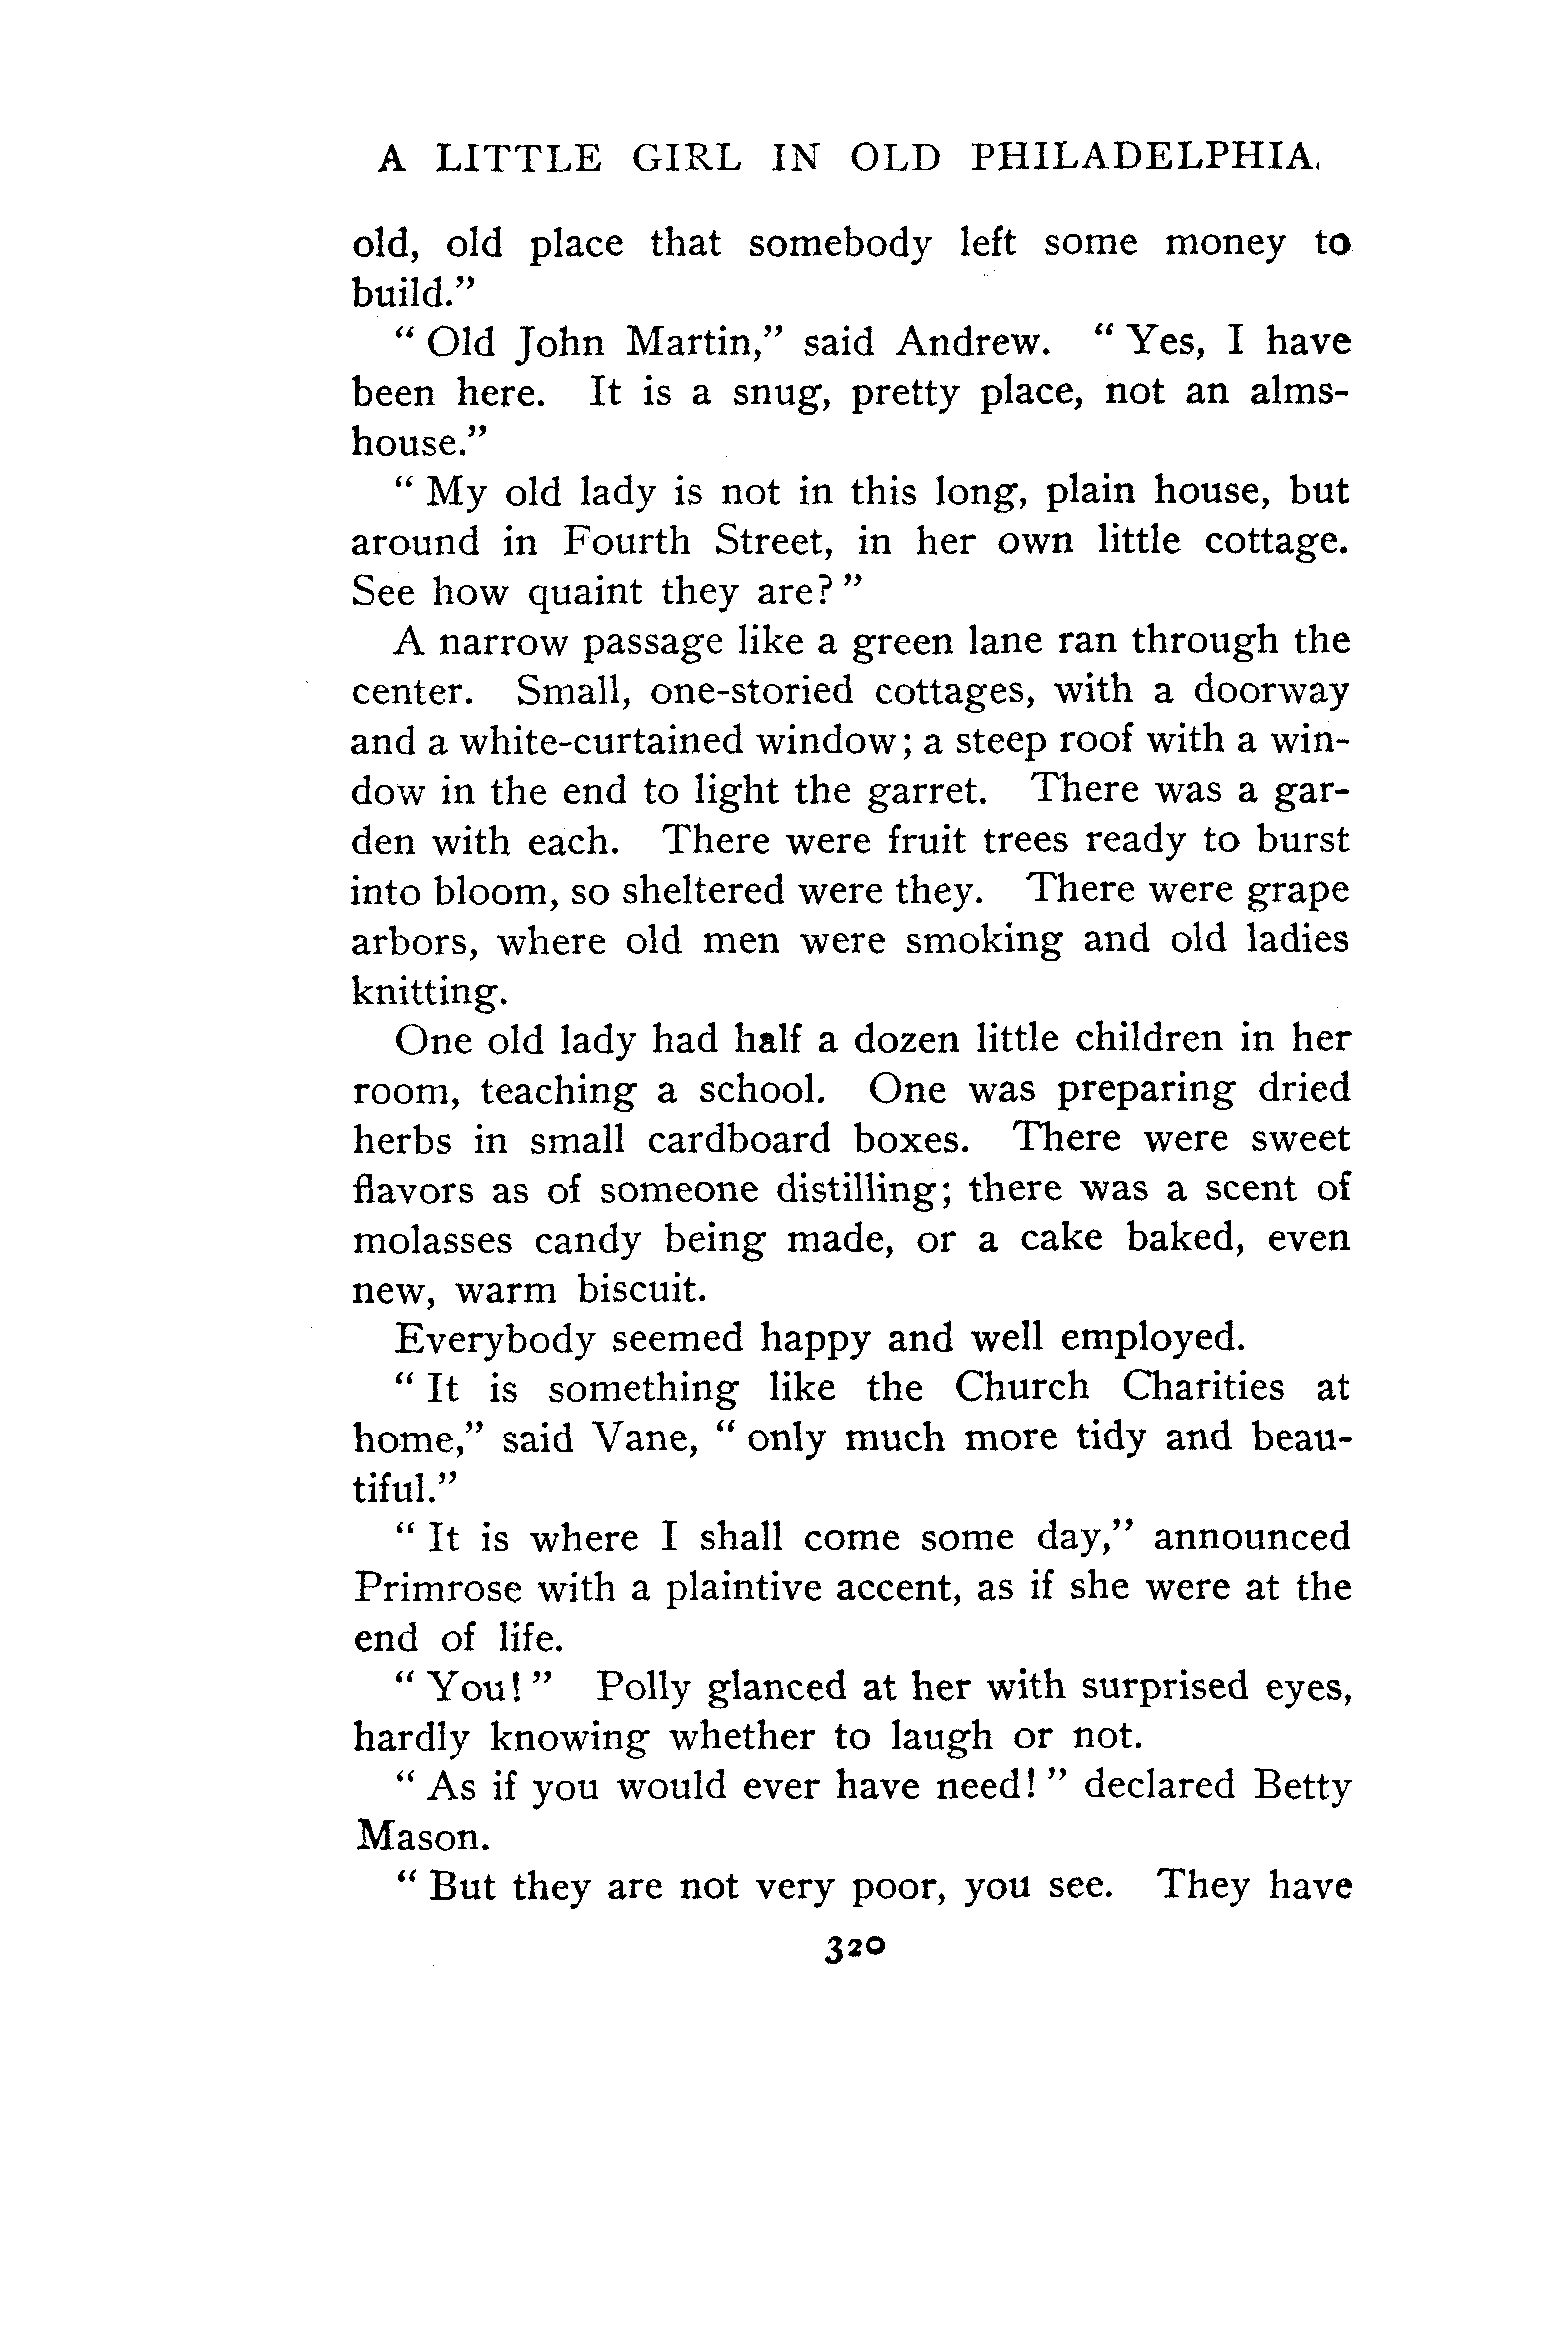 A LITTLE GIRL IN OLD PHILADELPHIA.
old, old place that somebody left some money to
build.”
“ Old John Martin,” said Andrew. “ Yes, I have
been here. It is a snug, pretty place, not an alms-
house.”
“ My old lady is not in this long, plain house, but
around in Fourth Street, in her own little cottage.
See how quaint they are? ”
A narrow passage like a green lane ran through the
center. Small, one-storied cottages, with a doorway
and a white-curtained window; a steep roof with a win-
dow in the end to light the garret. There was a gar-
den with each. There were fruit trees ready to burst
into bloom, so sheltered were they. There were grape
arbors, where old men were smoking and old ladies
knitting.
One old lady had half a dozen little children in her
room, teaching a school. One was preparing dried
herbs in small cardboard boxes. There were sweet
flavors as of someone distilling; there was a scent of
molasses candy being made, or a cake baked, even
new, warm biscuit.
Everybody seemed happy and well employed.
“ It is something like the Church Charities at
home,” said Vane, “ only much more tidy and beau-
tiful.”
“ It is where I shall come some day,” announced
Primrose with a plaintive accent, as if she were at the
end of life.
“ You! ” Polly glanced at her with surprised eyes,
hardly knowing whether to laugh or not.
“ As if you would ever have need! ” declared Betty
Mason.
“ But they are not very poor, you see. They have
320